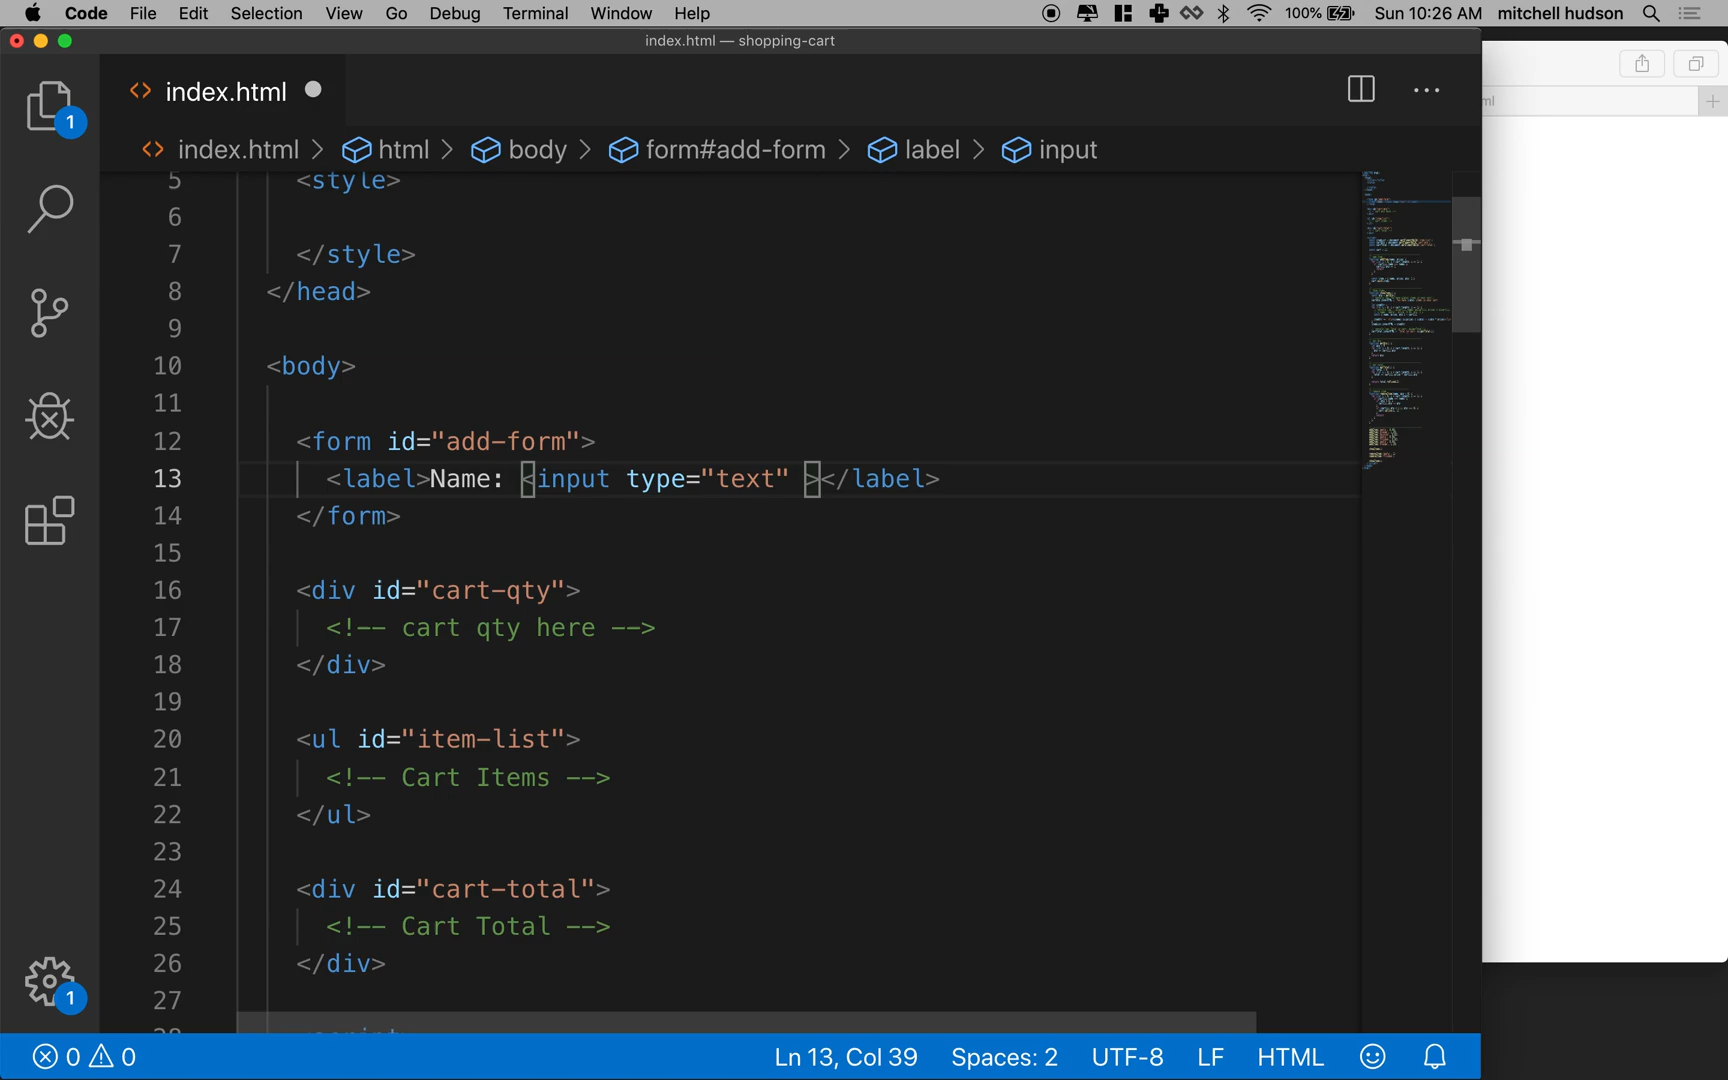 Code File Edit Selection View Go Debug Terminal Window Help 100% Sun 10:26 AM mitchell hudson
index.html — shopping-cart
index.html
ml
1
index.html > html > body > form#add-form > label > input
5 <style>
6
7 </style>
8 </head>
9
10 <body>
11
12 <form id="add-form">
13 <label>Name: <input type="text" ></label>
14 </form>
15
16 <div id="cart-qty">
17 <!-- cart qty here -->
18 </div>
19
20 <ul id="item-list">
21 <!-- Cart Items -->
22 </ul>
23
24 <div id="cart-total">
25 <!-- Cart Total -->
26 </div>
27
1
0 0 Ln 13, Col 39 Spaces: 2 UTF-8 LF HTML